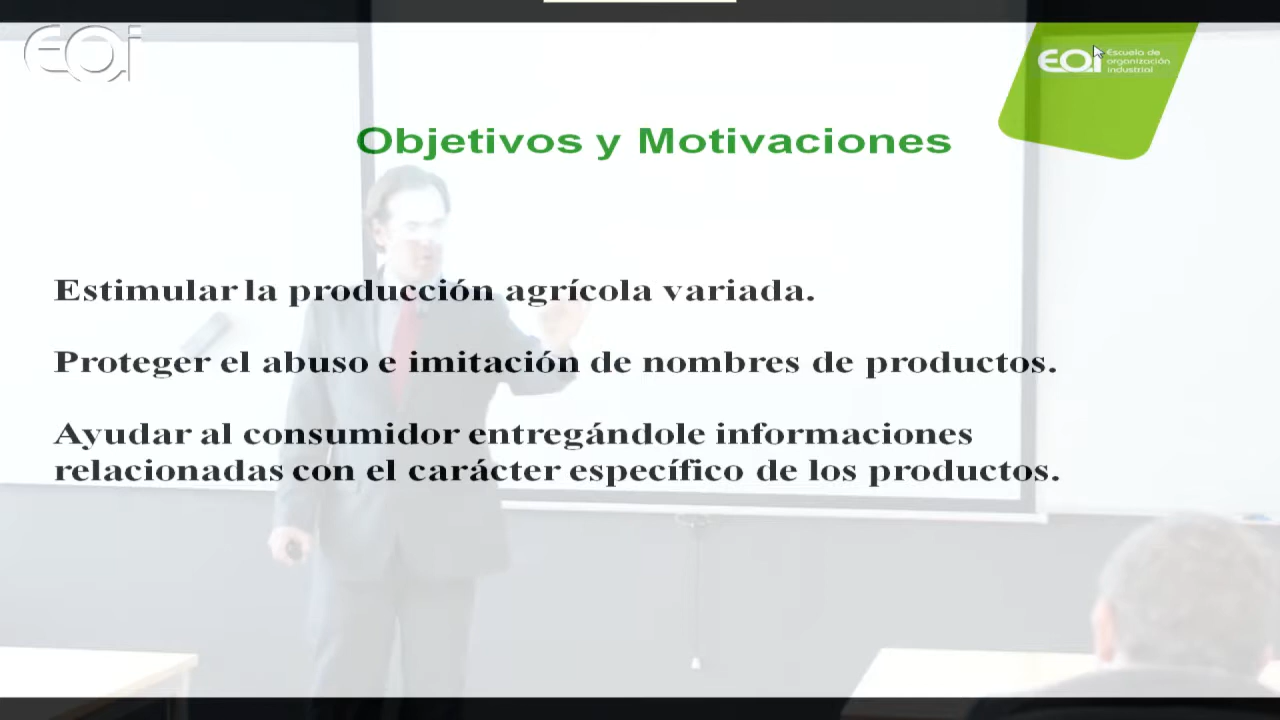 EOI
EOI Escuela de
organización
industrial
Objetivos y Motivaciones
Estimular la producción agrícola variada.
Proteger el abuso e imitación de nombres de productos.
Ayudar al consumidor entregándole informaciones
relacionadas con el carácter específico de los productos.